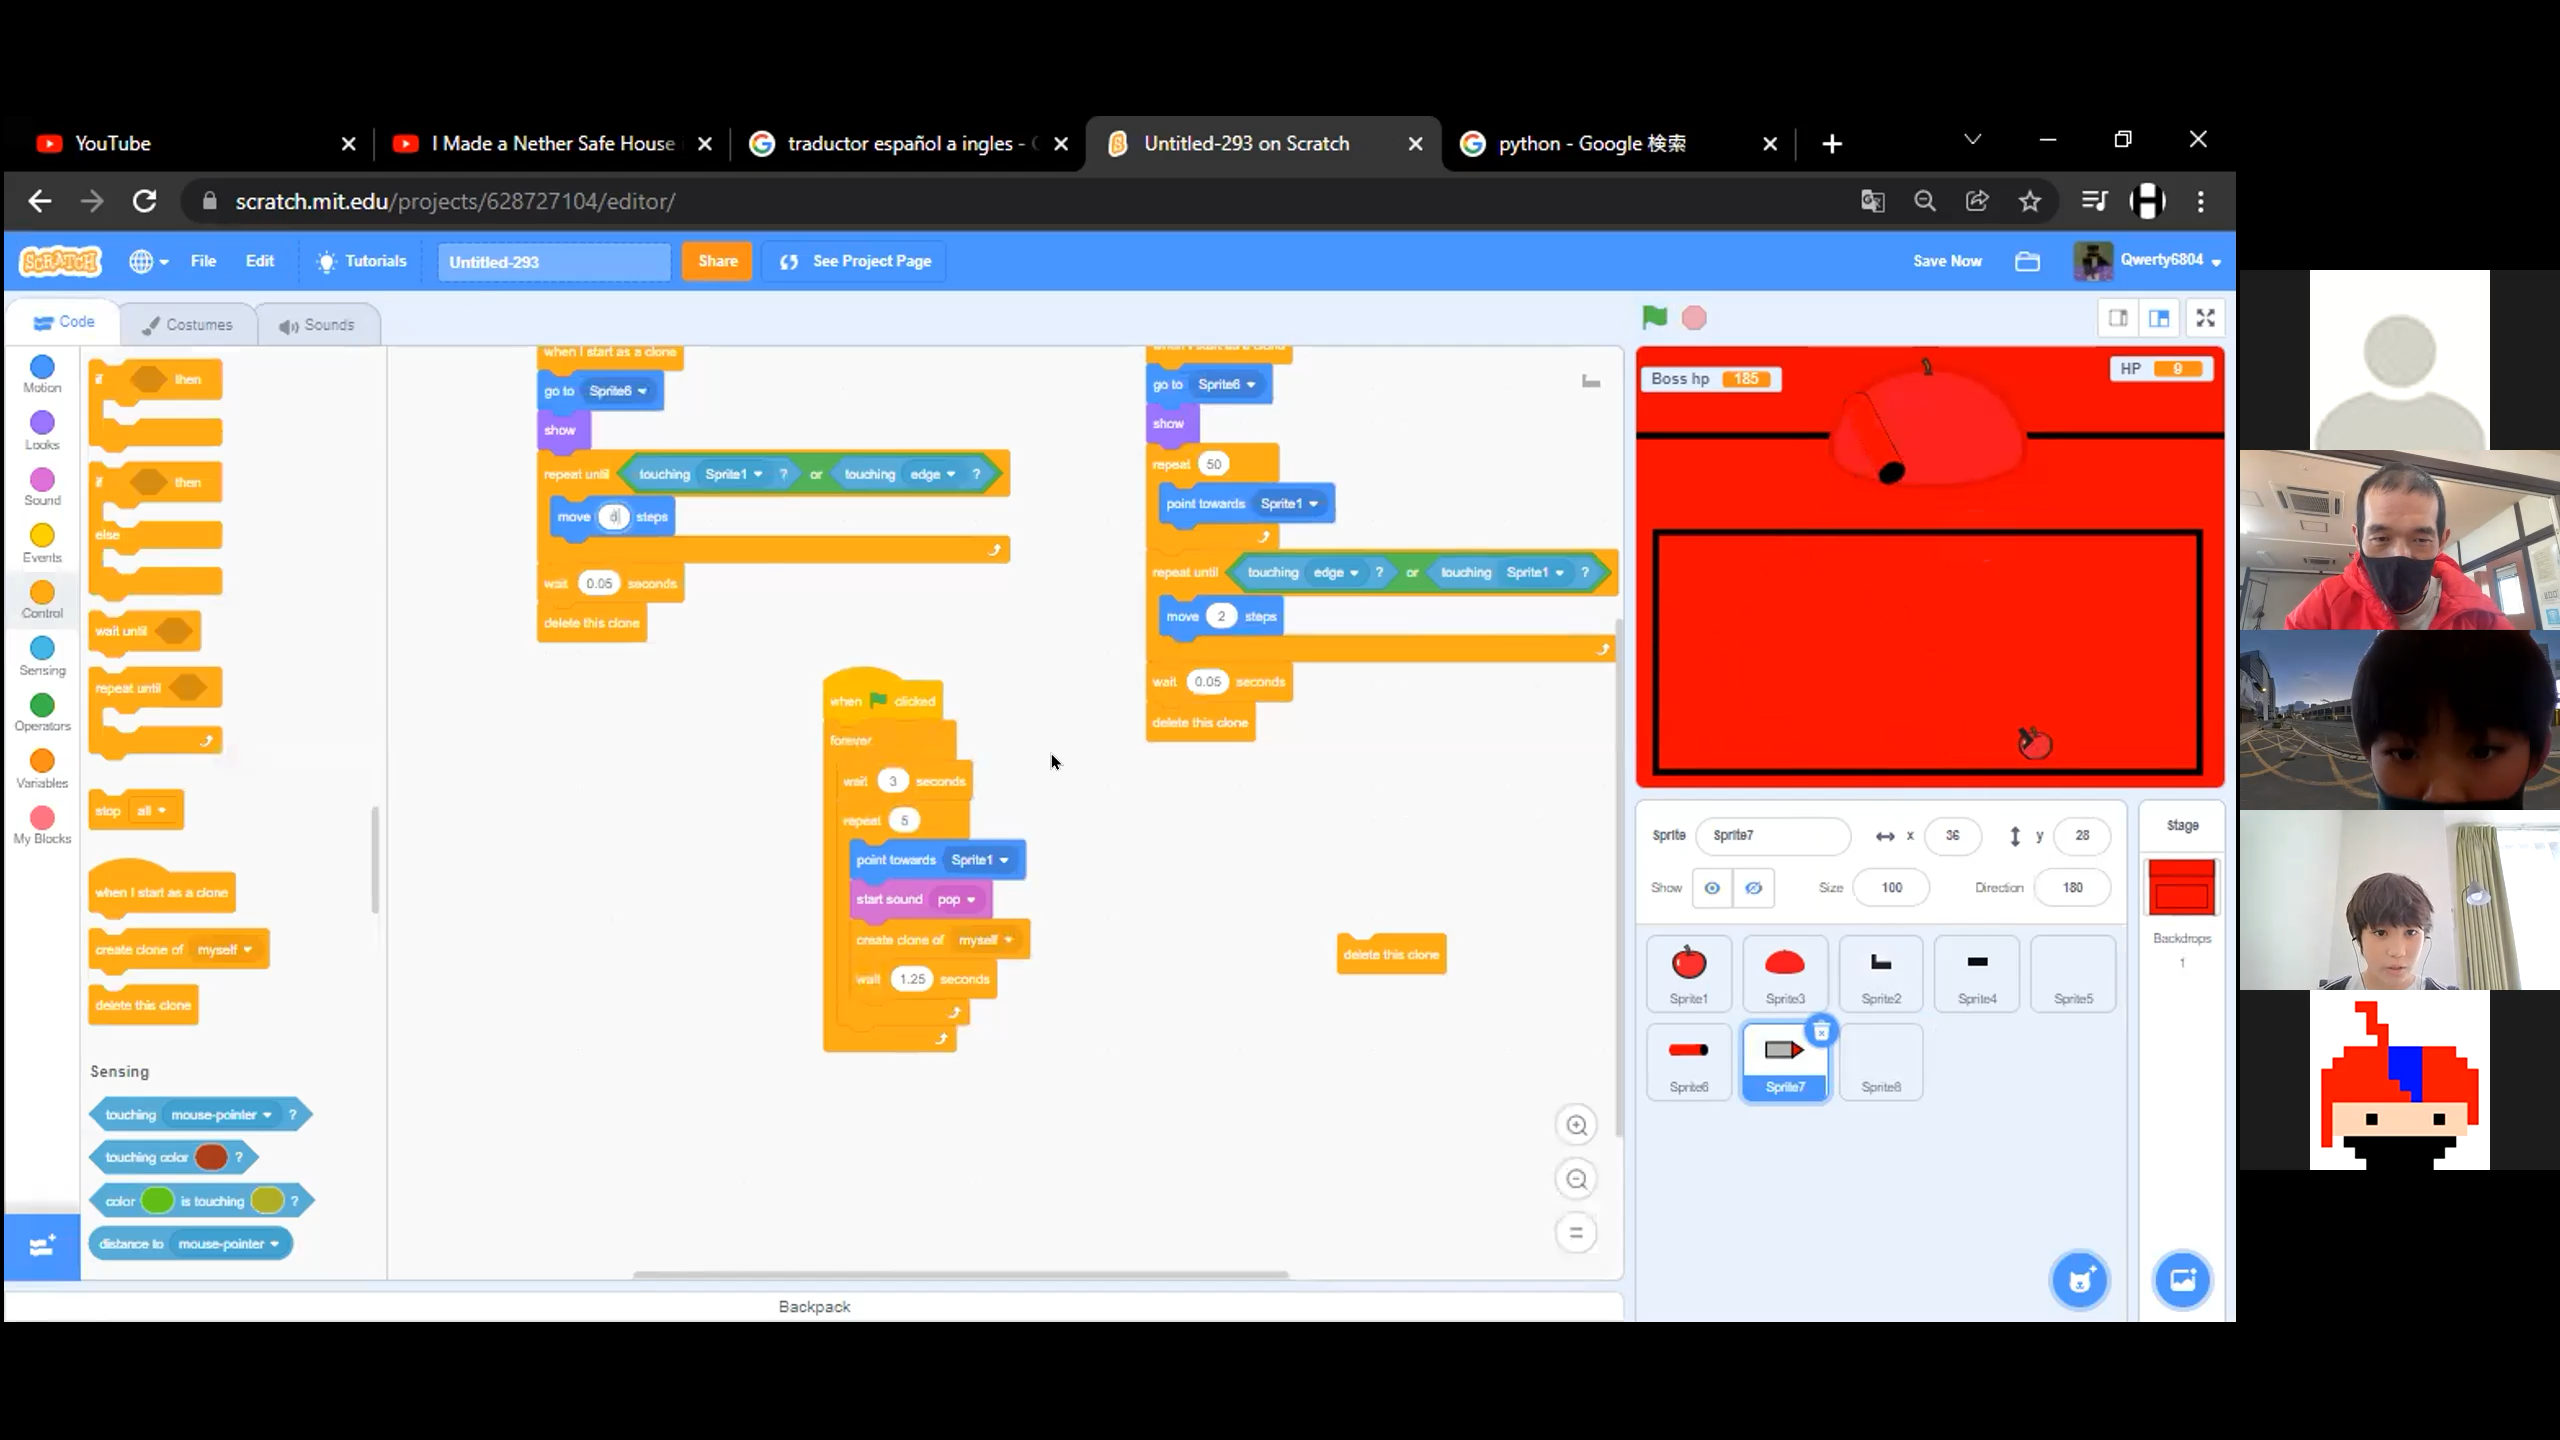 YouTube
I Made a Nether Safe House
traductor español a ingles -
Untitled-293 on Scratch
python - Google 検索
scratch.mit.edu/projects/628727104/editor/
SCRATCH
File
Edit
Tutorials
Untitled-293
Share
See Project Page
Save Now
Qwerty6804
Code
Costumes
Sounds
Motion
Looks
Sound
Events
Control
Sensing
Operators
Variables
My Blocks
if then
if then
else
wait until
repeat until
stop all
when I start as a clone
create clone of myself
delete this clone
Sensing
touching mouse-pointer ?
touching color ?
color is touching ?
distance to mouse-pointer
when I start as a clone
go to Sprite6
show
repeat until touching Sprite1 ? or touching edge ?
move steps
wait 0.05 seconds
delete this clone
when clicked
forever
wait 3 seconds
repeat 5
point towards Sprite1
start sound pop
create clone of myself
wait 1.25 seconds
when I start as a clone
go to Sprite6
show
repeat 50
point towards Sprite1
repeat until touching edge ? or touching Sprite1 ?
move 2 steps
wait 0.05 seconds
delete this clone
delete this clone
Backpack
Boss hp 185
HP 9
Sprite Sprite7 x 36 y 28
Show Size 100 Direction 180
Sprite1
Sprite3
Sprite2
Sprite4
Sprite5
Sprite6
Sprite7
Sprite8
Stage
Backdrops
1